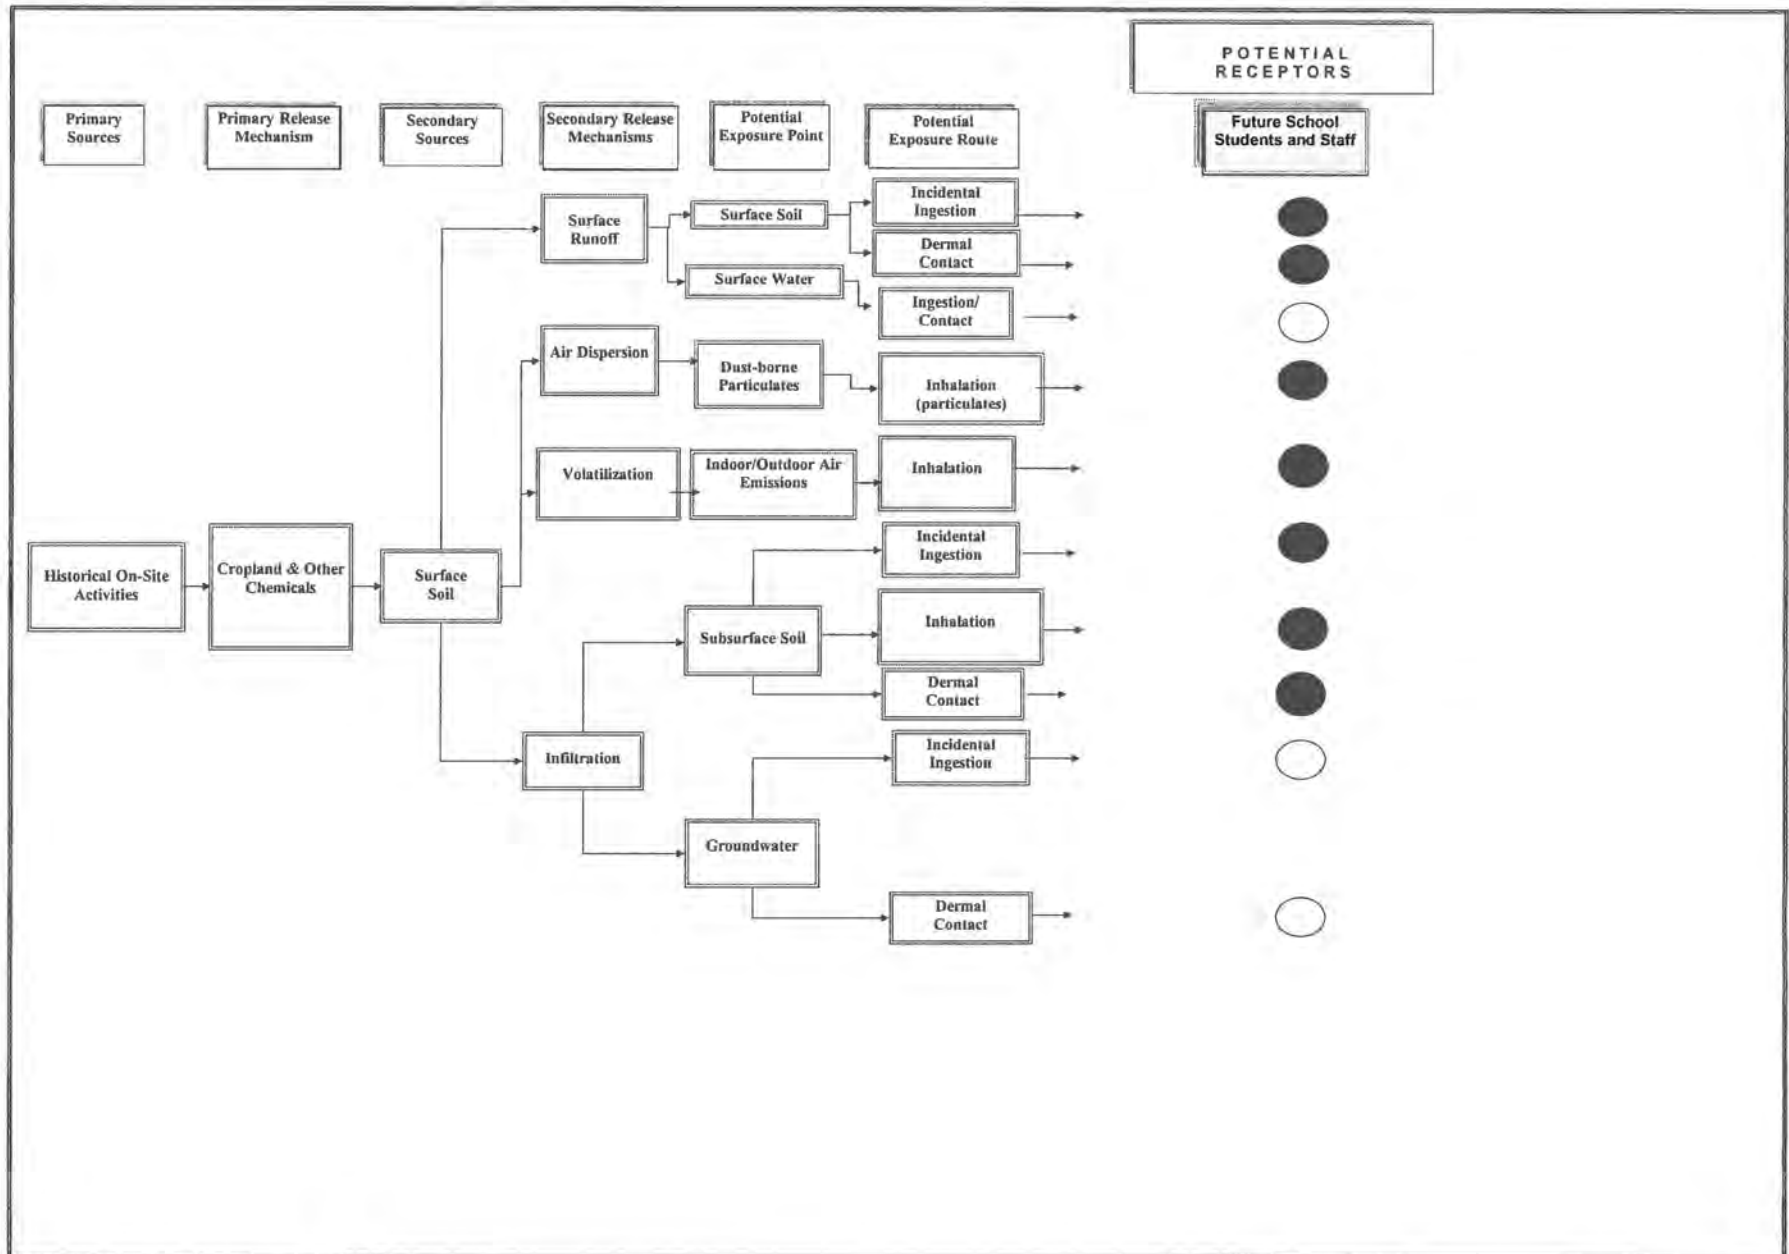 POTENTIAL
RECEPTORS
Primary
Sources
Primary Release
Mechanism
Secondary
Sources
Secondary Release
Mechanisms
Potential
Exposure Point
Potential
Exposure Route
Future School
Students and Staff
Surface
Runoff
Surface Soil
Incidental
Ingestion
Dermal
Contact
Surface Water
Ingestion/
Contact
Air Dispersion
Dust-borne
Particulates
Inhalation
(particulates)
Volatilization
Indoor/Outdoor Air
Emissions
Inhalation
Historical On-Site
Activities
Cropland & Other
Chemicals
Surface
Soil
Incidental
Ingestion
Subsurface Soil
Inhalation
Dermal
Contact
Infiltration
Incidental
Ingestion
Groundwater
Dermal
Contact